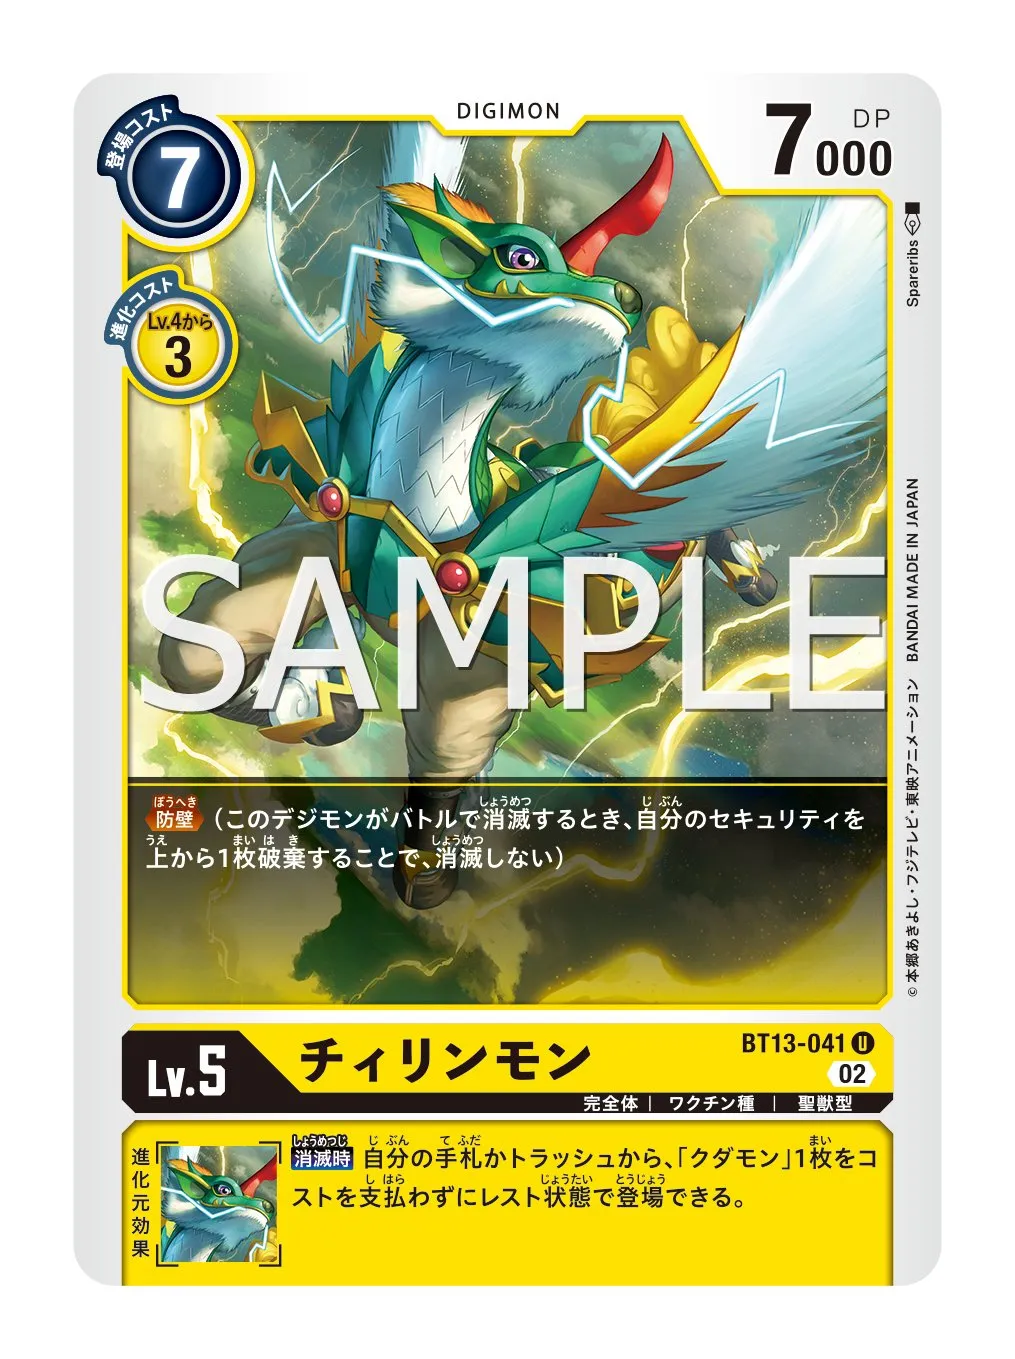 DIGIMON
登場コスト
7
7000
DP
進化コスト
Lv.4から
3
Spareribs
BANDAI MADE IN JAPAN
©本郷あきよし・フジテレビ・東映アニメーション
SAMPLE
防壁（このデジモンがバトルで消滅するとき、自分のセキュリティを
上から1枚破棄することで、消滅しない）
Lv.5
チィリンモン
BT13-041 U
02
完全体｜ワクチン種｜聖獣型
進化元効果
消滅時 自分の手札かトラッシュから、「クダモン」1枚をコ
ストを支払わずにレスト状態で登場できる。